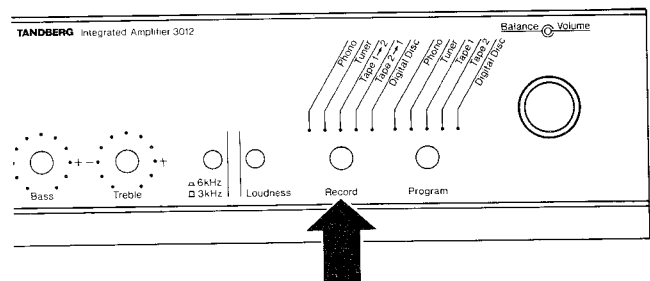 TANDBERG Integrated Amplifier 3012
Balance Volume
Phono
Tuner
Tape 1→2
Tape 2→1
Digital Disc
Phono
Tuner
Tape 1
Tape 2
Digital Disc
+ - +
6kHz
3kHz
Bass
Treble
Loudness
Record
Program